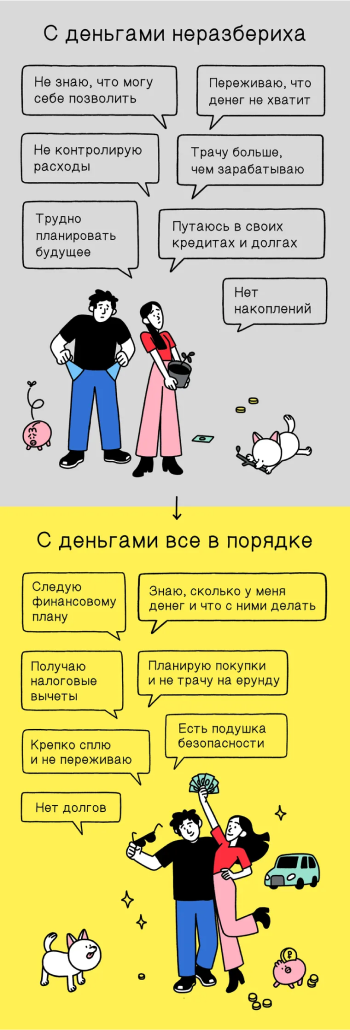 С деньгами неразбериха
Не знаю, что могу
себе позволить
Переживаю, что
денег не хватит
Не контролирую
расходы
Трачу больше,
чем зарабатываю
Трудно
планировать
будущее
Путаюсь в своих
кредитах и долгах
Нет
накоплений
С деньгами все в порядке
Следую
финансовому
плану
Знаю, сколько у меня
денег и что с ними делать
Получаю
налоговые
вычеты
Планирую покупки
и не трачу на ерунду
Крепко сплю
и не переживаю
Есть подушка
безопасности
Нет долгов
₽